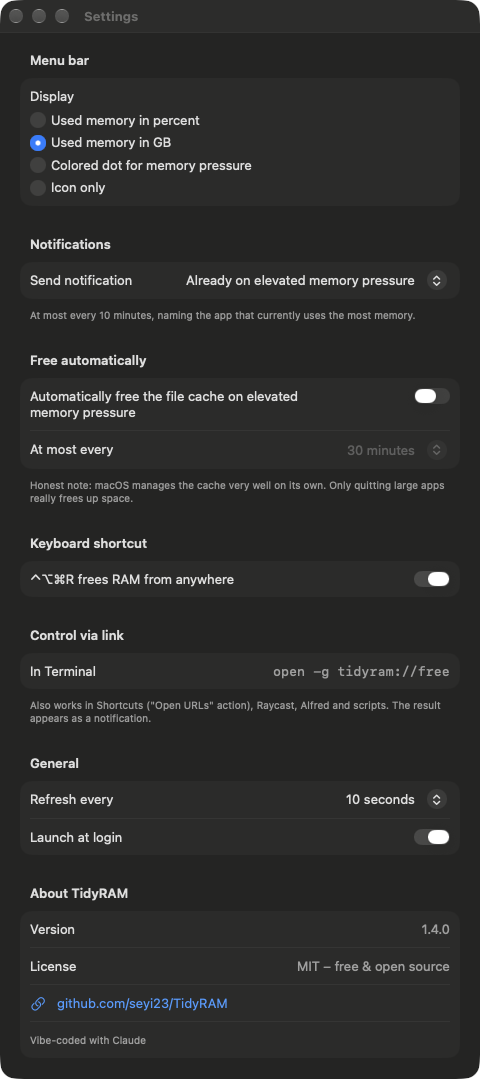 Settings
Menu bar
Display
Used memory in percent
Used memory in GB
Colored dot for memory pressure
Icon only
Notifications
Send notification Already on elevated memory pressure
At most every 10 minutes, naming the app that currently uses the most memory.
Free automatically
Automatically free the file cache on elevated
memory pressure
At most every 30 minutes
Honest note: macOS manages the cache very well on its own. Only quitting large apps
really frees up space.
Keyboard shortcut
^⌥⌘R frees RAM from anywhere
Control via link
In Terminal open -g tidyram://free
Also works in Shortcuts ("Open URLs" action), Raycast, Alfred and scripts. The result
appears as a notification.
General
Refresh every 10 seconds
Launch at login
About TidyRAM
Version 1.4.0
License MIT – free & open source
github.com/seyi23/TidyRAM
Vibe-coded with Claude